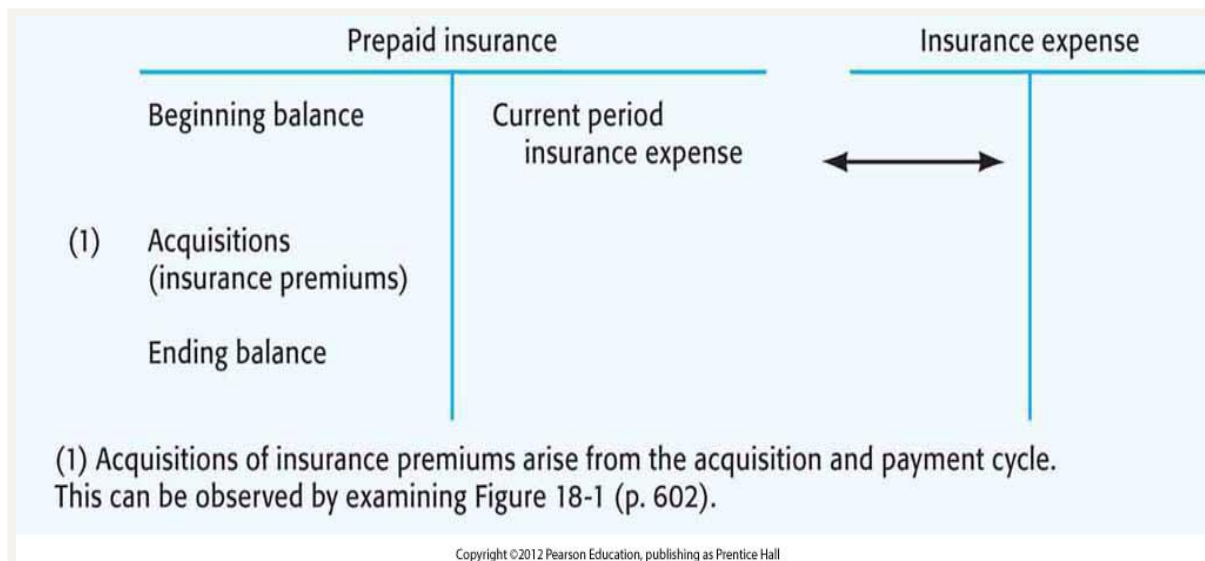 Prepaid insurance
Insurance expense
Beginning balance
Current period
insurance expense
(1) Acquisitions
(insurance premiums)
Ending balance
(1) Acquisitions of insurance premiums arise from the acquisition and payment cycle.
This can be observed by examining Figure 18-1 (p. 602).
Copyright ©2012 Pearson Education, publishing as Prentice Hall